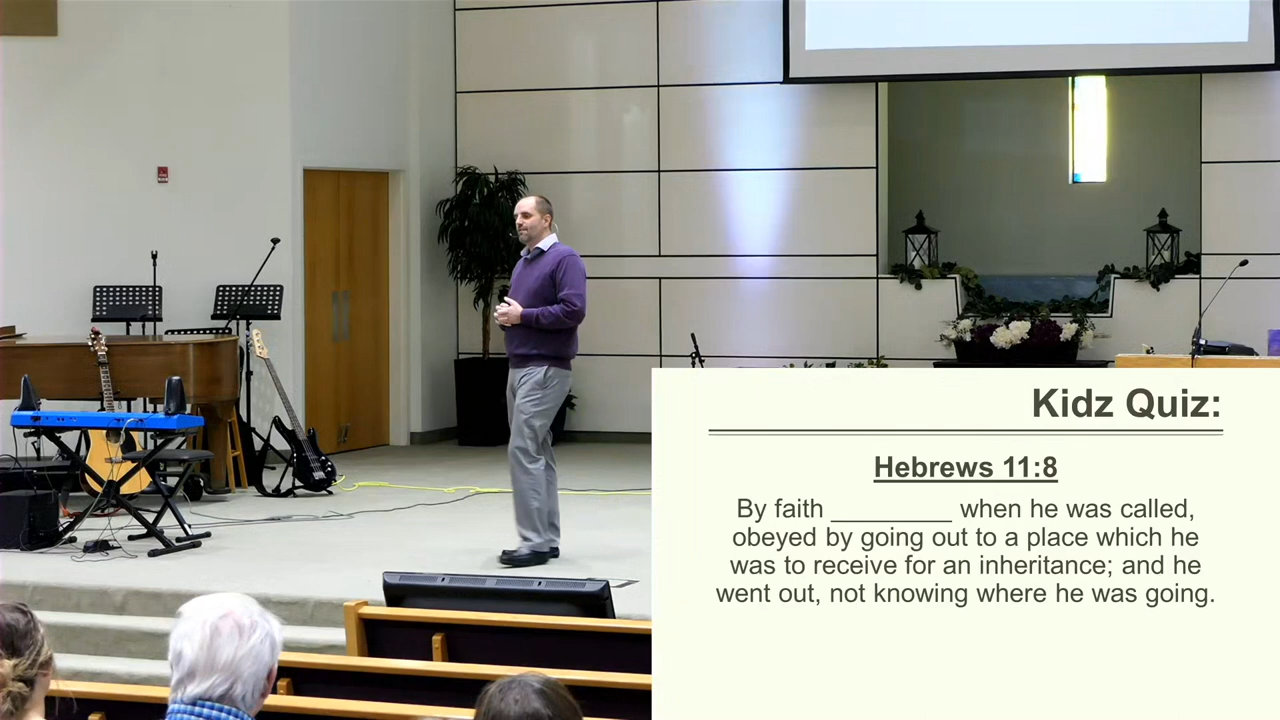 Kidz Quiz:
Hebrews 11:8
By faith ________ when he was called,
obeyed by going out to a place which he
was to receive for an inheritance; and he
went out, not knowing where he was going.